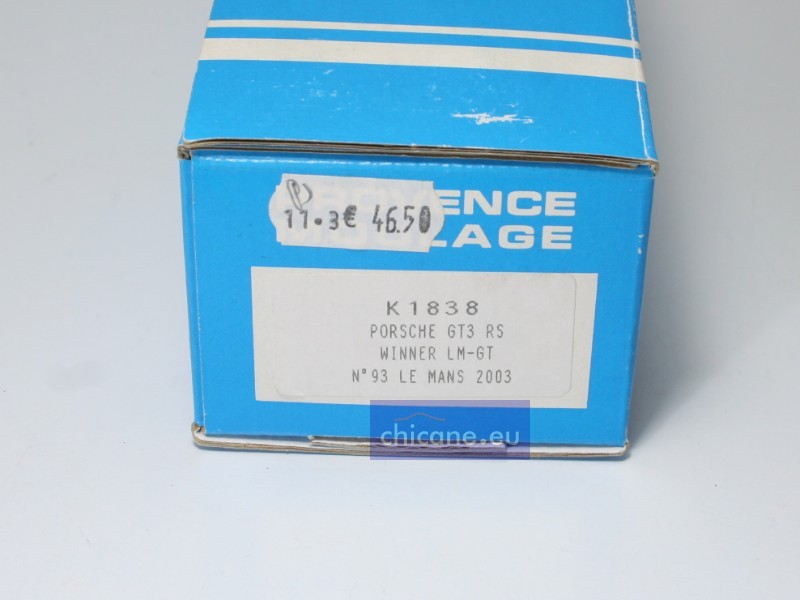 11.3€ 46.50
ENCE
LAGE
K1838
PORSCHE GT3 RS
WINNER LM-GT
N°93 LE MANS 2003
chicane.eu